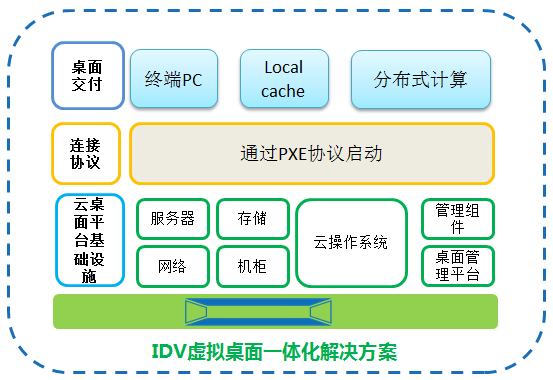 桌面
交付
终端PC
Local
cache
分布式计算
连接
协议
通过PXE协议启动
云桌
面平
台基
础设
施
服务器
存储
云操作系统
管理组
件
网络
机柜
桌面管
理平台
IDV虚拟桌面一体化解决方案